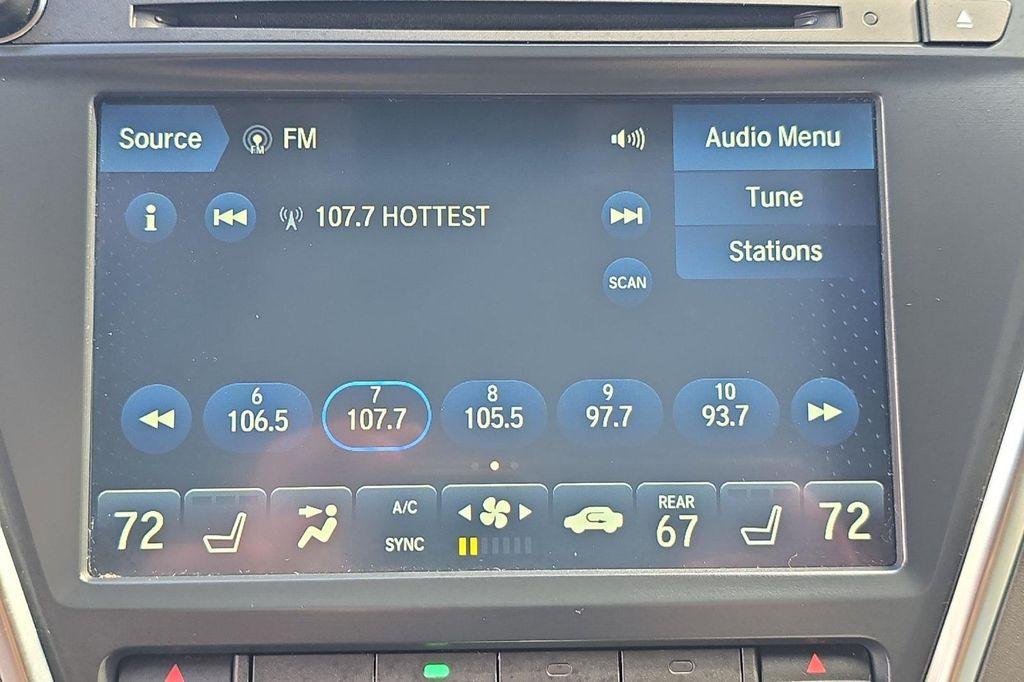 Source FM Audio Menu
107.7 HOTTEST Tune
Stations
SCAN
6 7 8 9 10
106.5 107.7 105.5 97.7 93.7
72 A/C REAR 72
SYNC 67